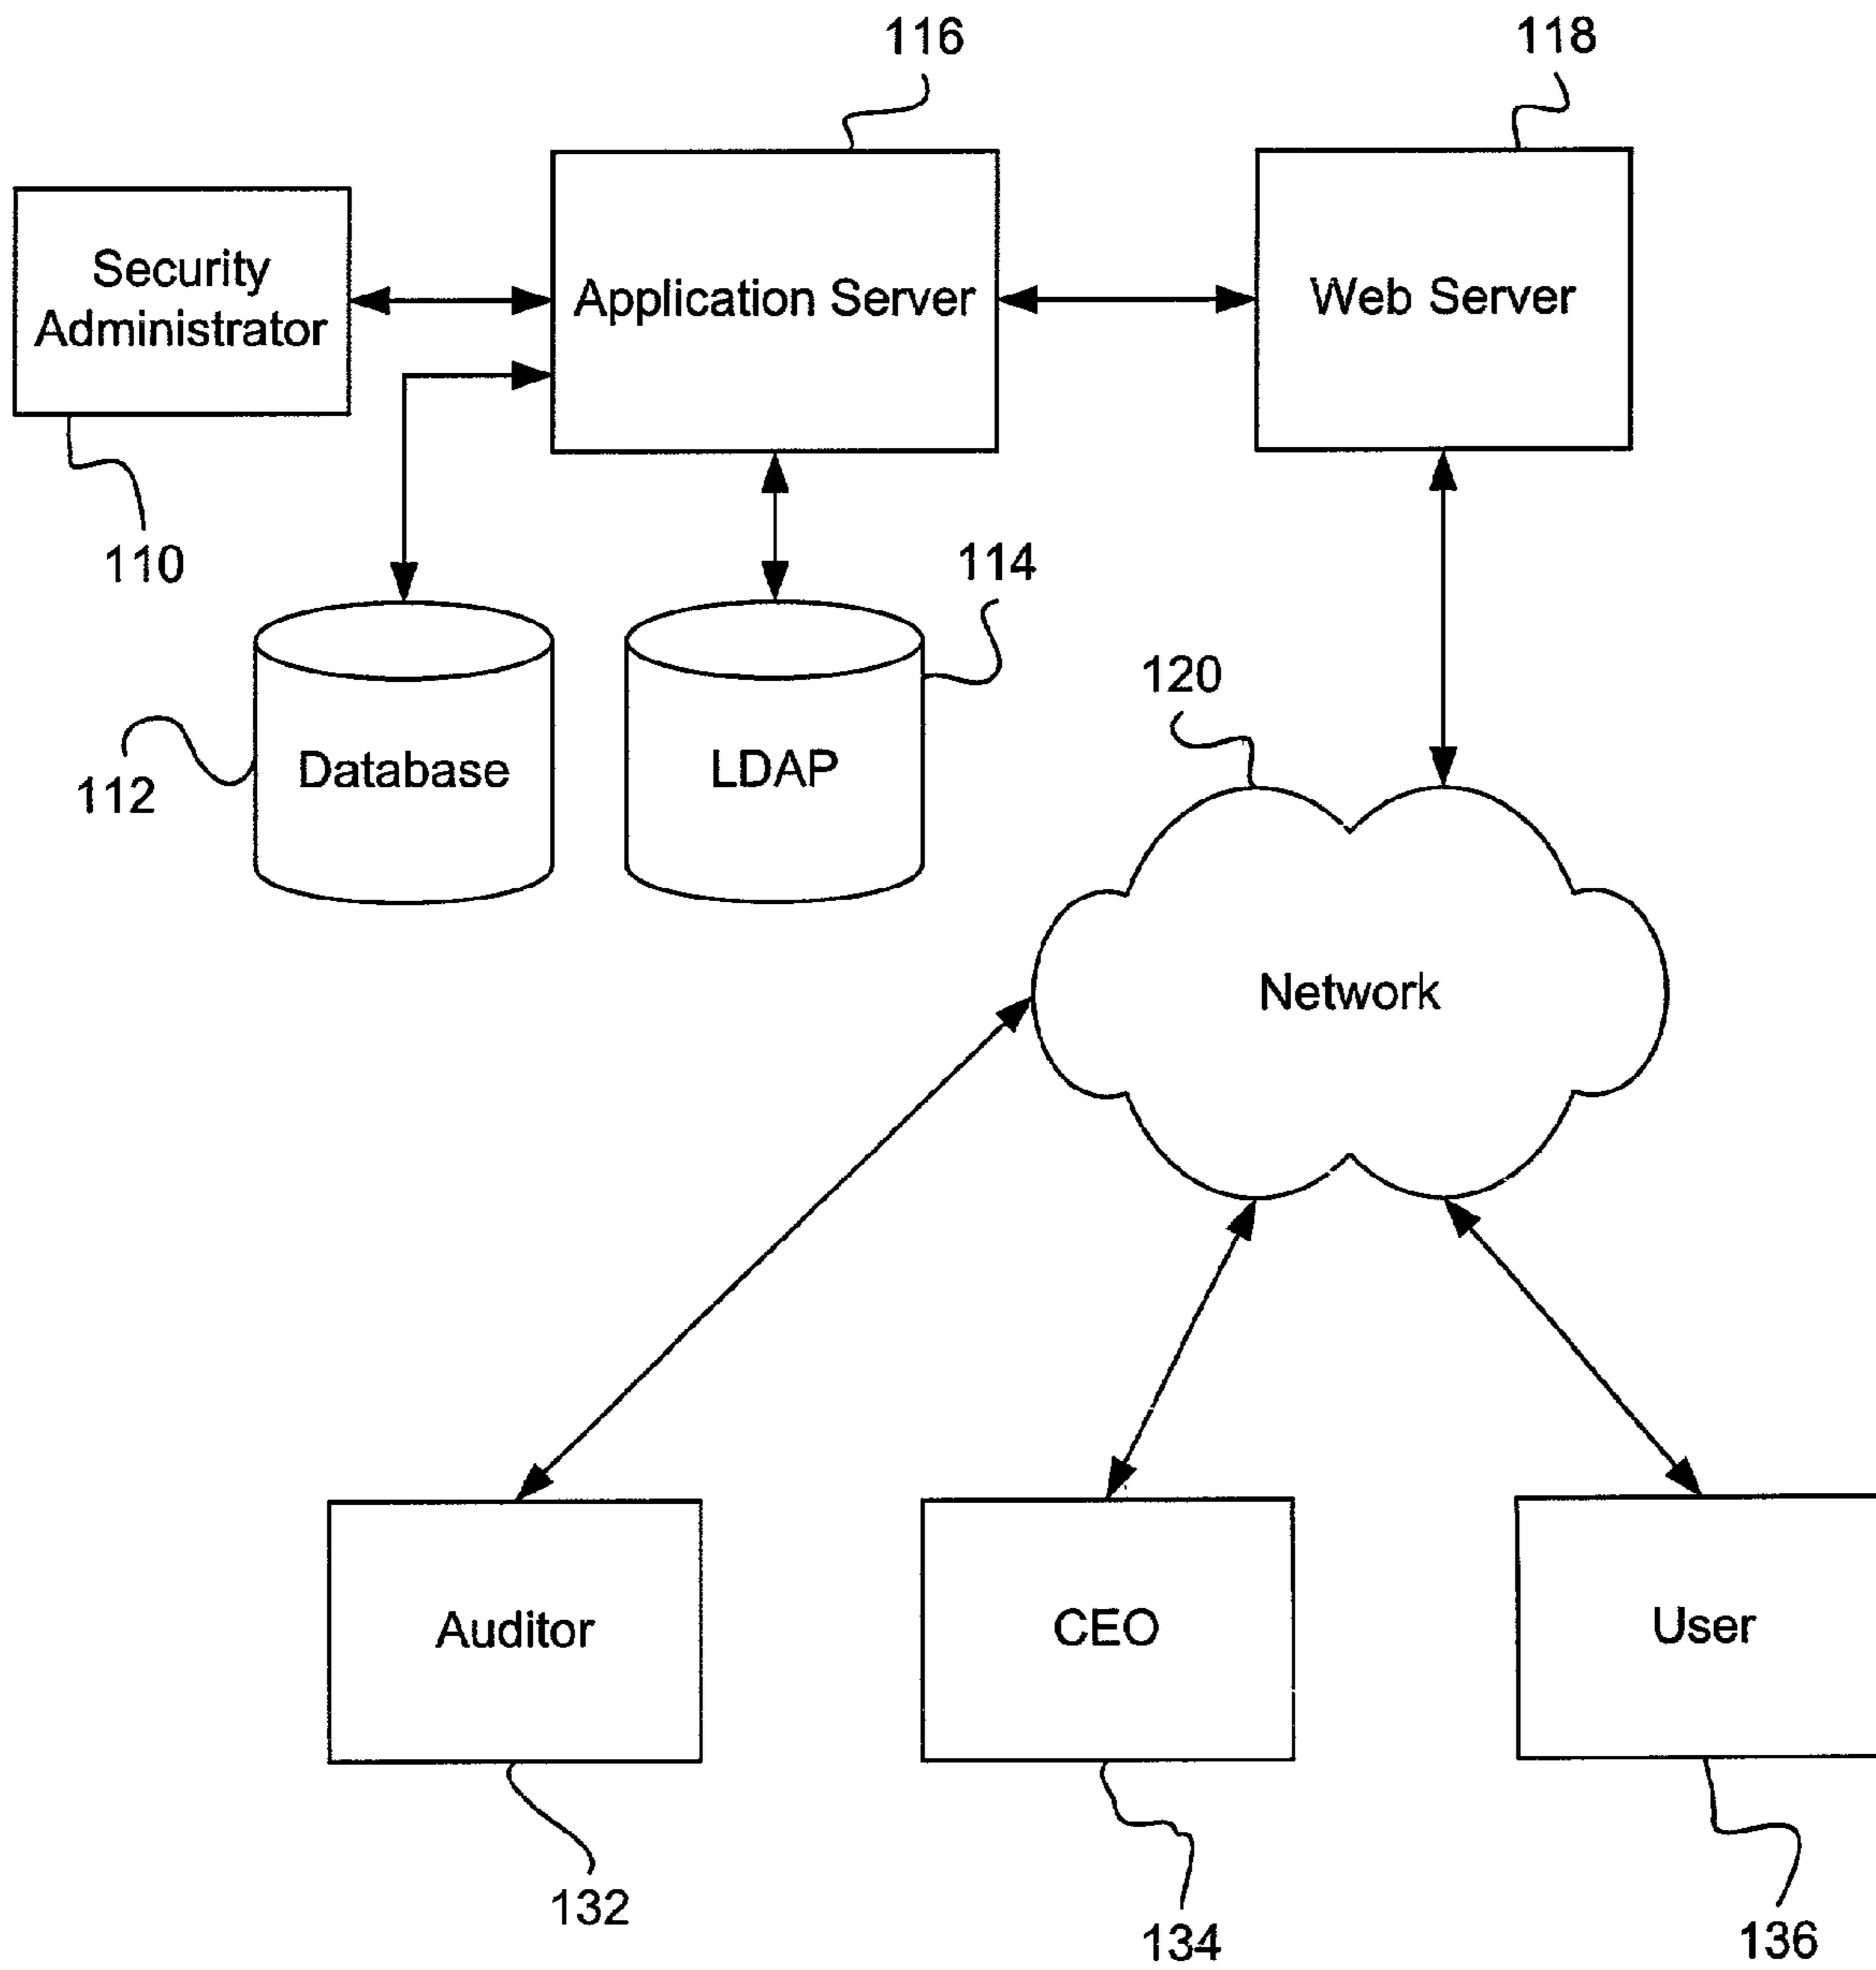 116
118
Security
Administrator
Application Server
Web Server
110
114
120
112
Database
LDAP
Network
Auditor
CEO
User
132
134
136